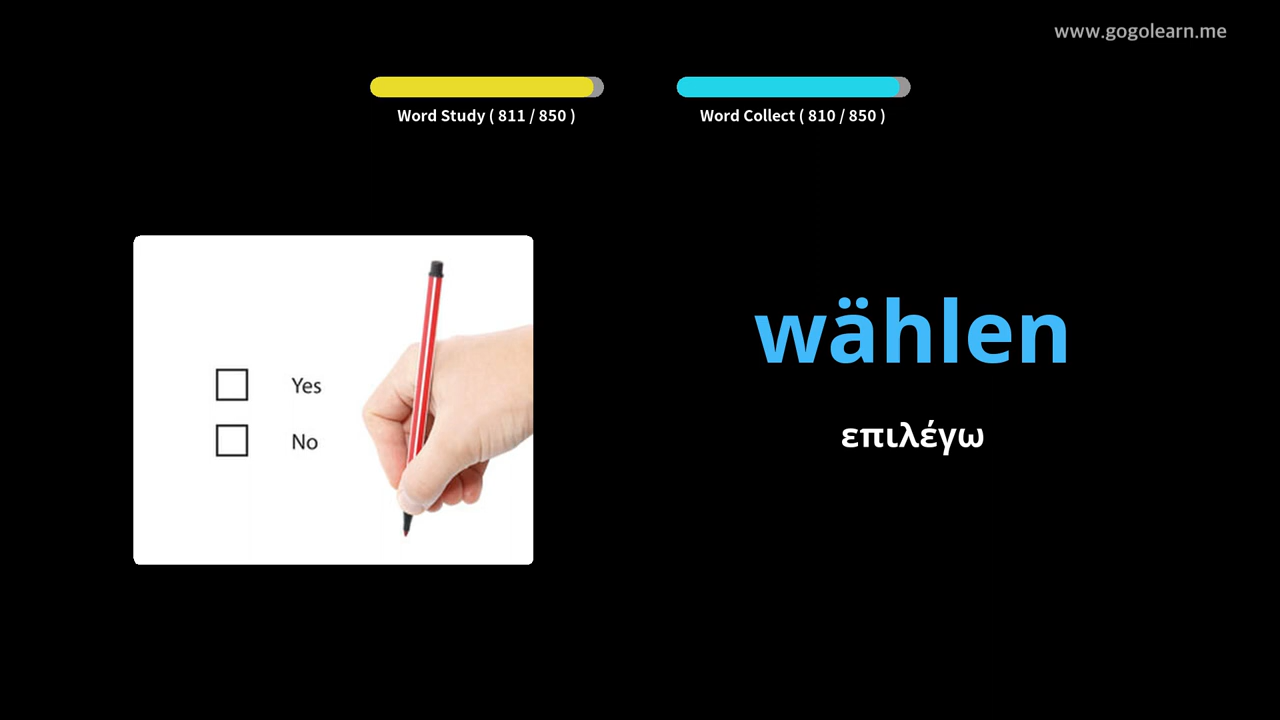 www.gogolearn.me
Word Study ( 811 / 850 )
Word Collect ( 810 / 850 )
Yes
No
wählen
επιλέγω